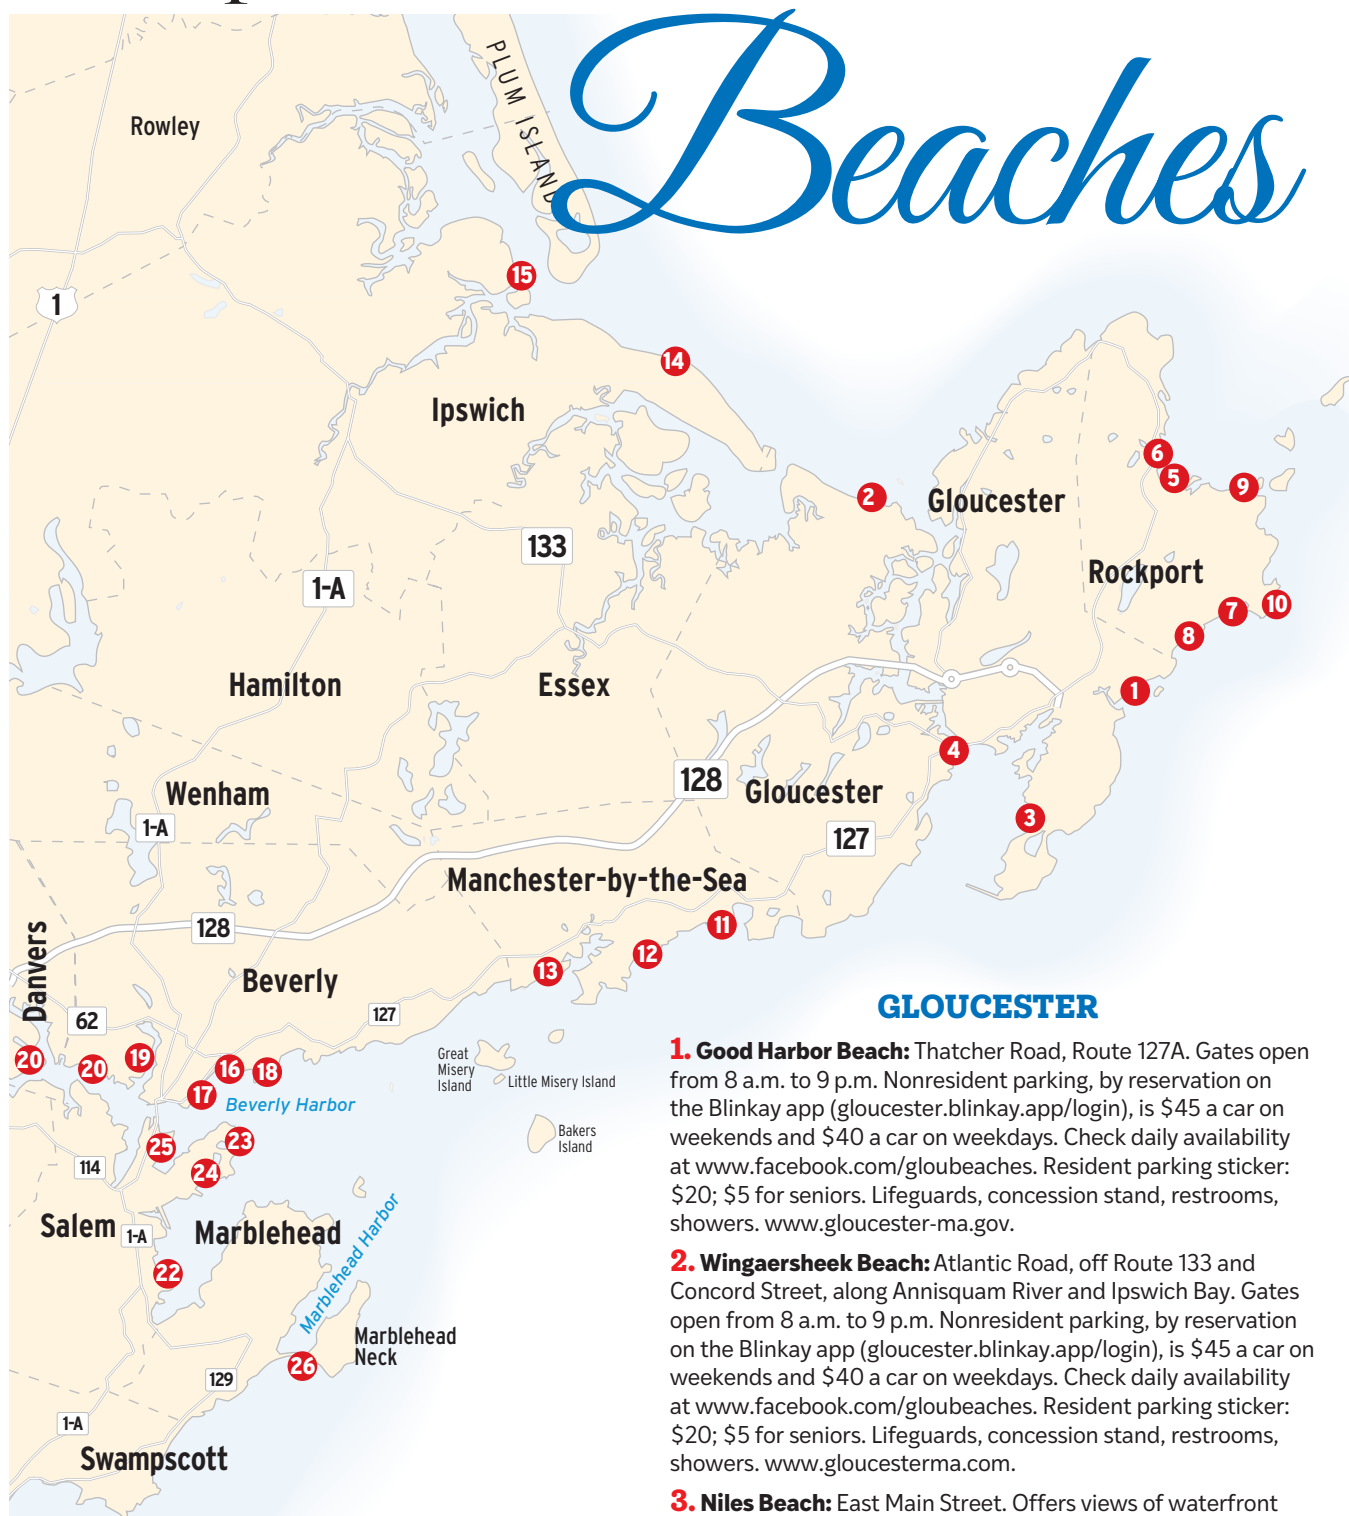 Beaches
PLUM ISLAND
Rowley
15
1
14
Ipswich
6
5
9
2
Gloucester
133
Rockport
1-A
10
7
8
Hamilton
Essex
1
4
128
Wenham
Gloucester
3
1-A
127
Manchester-by-the-Sea
11
128
Danvers
12
13
Beverly
127
62
20
20
19
16
18
17
Beverly Harbor
Great
Misery
Island
Little Misery Island
Bakers
Island
23
25
24
114
Salem
1-A
Marblehead
Marblehead Harbor
22
Marblehead
Neck
26
129
1-A
Swampscott
GLOUCESTER
1. Good Harbor Beach: Thatcher Road, Route 127A. Gates open
from 8 a.m. to 9 p.m. Nonresident parking, by reservation on
the Blinkay app (gloucester.blinkay.app/login), is $45 a car on
weekends and $40 a car on weekdays. Check daily availability
at www.facebook.com/gloubeaches. Resident parking sticker:
$20; $5 for seniors. Lifeguards, concession stand, restrooms,
showers. www.gloucester-ma.gov.
2. Wingaersheek Beach: Atlantic Road, off Route 133 and
Concord Street, along Annisquam River and Ipswich Bay. Gates
open from 8 a.m. to 9 p.m. Nonresident parking, by reservation
on the Blinkay app (gloucester.blinkay.app/login), is $45 a car on
weekends and $40 a car on weekdays. Check daily availability
at www.facebook.com/gloubeaches. Resident parking sticker:
$20; $5 for seniors. Lifeguards, concession stand, restrooms,
showers. www.gloucesterma.com.
3. Niles Beach: East Main Street. Offers views of waterfront